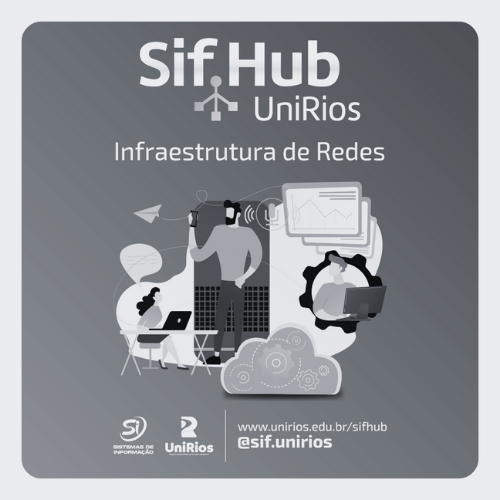 Sif Hub
UniRios
Infraestrutura de Redes
Si
SISTEMAS DE
INFORMAÇÃO
UniRios
www.unirios.edu.br/sifhub
@sif.unirios